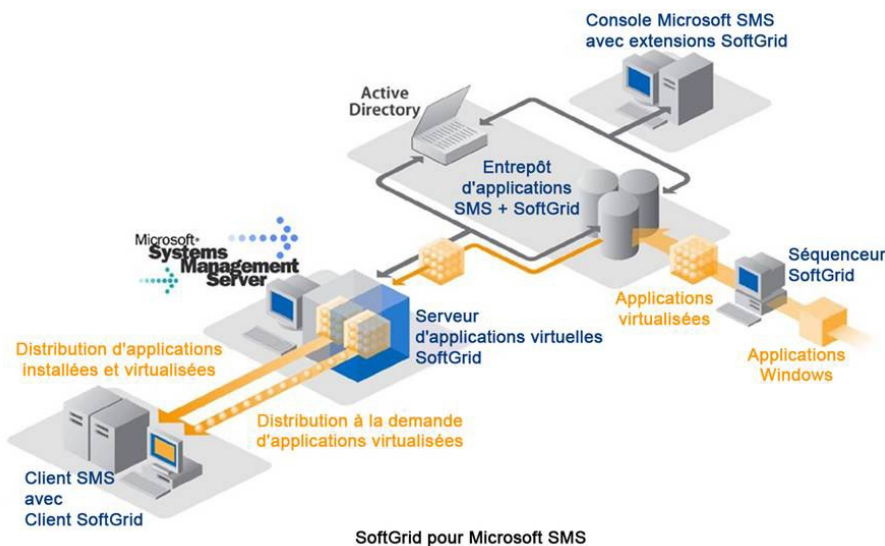 Console Microsoft SMS
avec extensions SoftGrid
Active
Directory
Entrepôt
d'applications
SMS + SoftGrid
Microsoft®
Systems
Management
Server
Séquenceur
SoftGrid
Applications
virtualisées
Serveur
d'applications virtuelles
SoftGrid
Applications
Windows
Distribution d'applications
installées et virtualisées
Distribution à la demande
d'applications virtualisées
Client SMS
avec
Client SoftGrid
SoftGrid pour Microsoft SMS